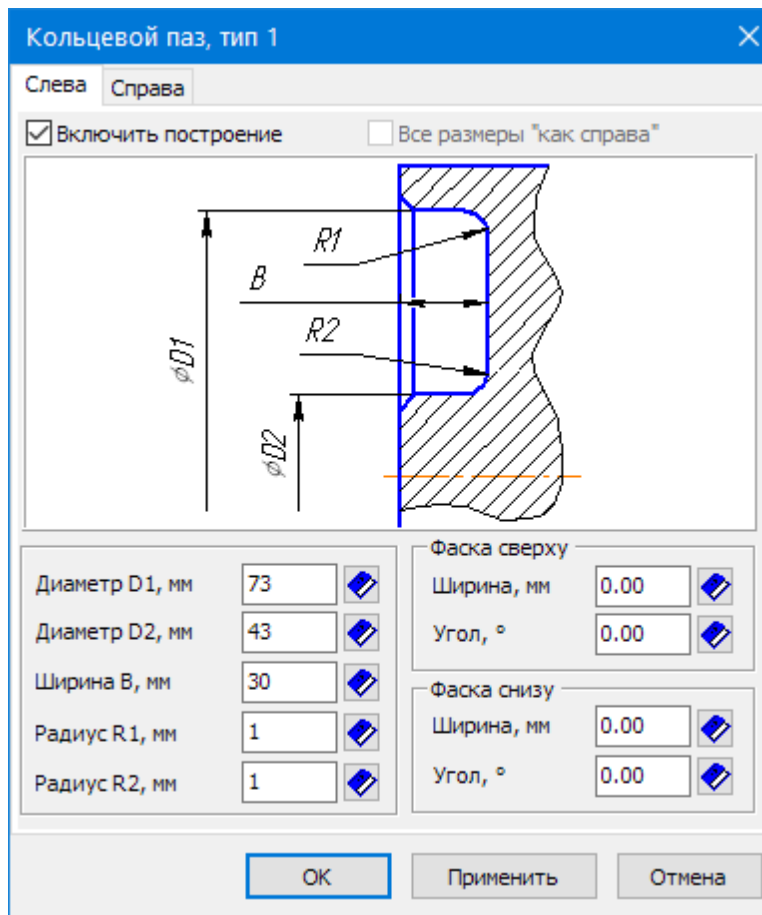 Кольцевой паз, тип 1
Слева Справа
Включить построение Все размеры "как справа"
R1
B
R2
⌀D1
⌀D2
Диаметр D1, мм 73
Диаметр D2, мм 43
Ширина B, мм 30
Радиус R1, мм 1
Радиус R2, мм 1
Фаска сверху
Ширина, мм 0.00
Угол, ° 0.00
Фаска снизу
Ширина, мм 0.00
Угол, ° 0.00
OK Применить Отмена